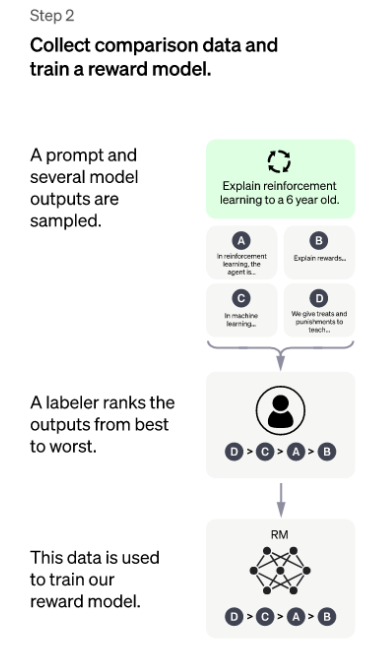 Step 2
Collect comparison data and
train a reward model.
A prompt and
several model
outputs are
sampled.
Explain reinforcement
learning to a 6 year old.
A
In reinforcement
learning, the
agent is...
B
Explain rewards...
C
In machine
learning...
D
We give treats and
punishments to
teach...
A labeler ranks the
outputs from best
to worst.
D > C > A > B
This data is used
to train our
reward model.
RM
D > C > A > B